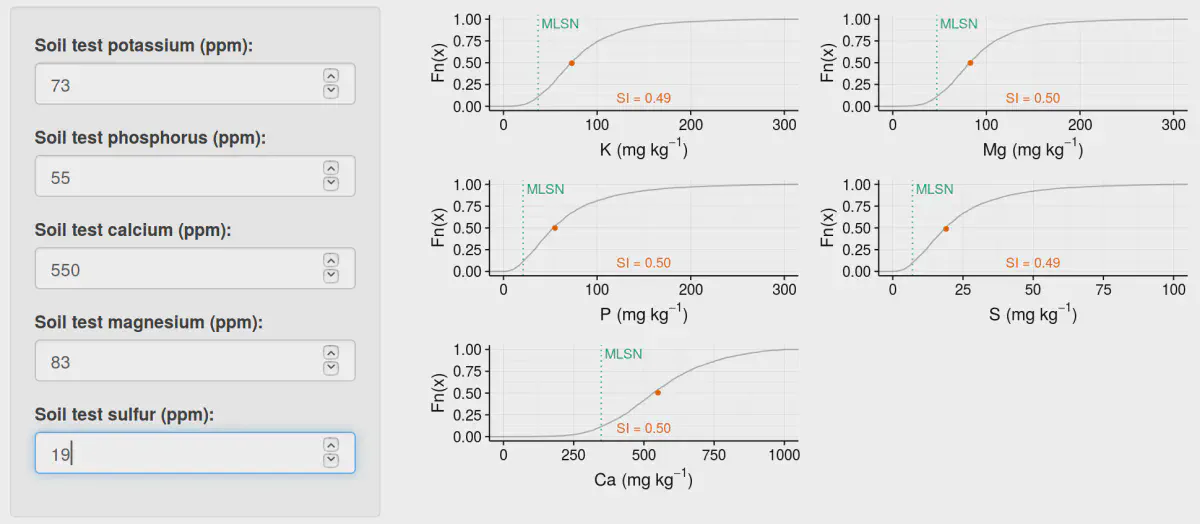 Soil test potassium (ppm):
73
Soil test phosphorus (ppm):
55
Soil test calcium (ppm):
550
Soil test magnesium (ppm):
83
Soil test sulfur (ppm):
19
1.00
0.75
0.50
0.25
0.00
Fn(x)
MLSN
SI = 0.49
0 100 200 300
K (mg kg⁻¹)
1.00
0.75
0.50
0.25
0.00
Fn(x)
MLSN
SI = 0.50
0 100 200 300
Mg (mg kg⁻¹)
1.00
0.75
0.50
0.25
0.00
Fn(x)
MLSN
SI = 0.50
0 100 200 300
P (mg kg⁻¹)
1.00
0.75
0.50
0.25
0.00
Fn(x)
MLSN
SI = 0.49
0 25 50 75 100
S (mg kg⁻¹)
1.00
0.75
0.50
0.25
0.00
Fn(x)
MLSN
SI = 0.50
0 250 500 750 1000
Ca (mg kg⁻¹)